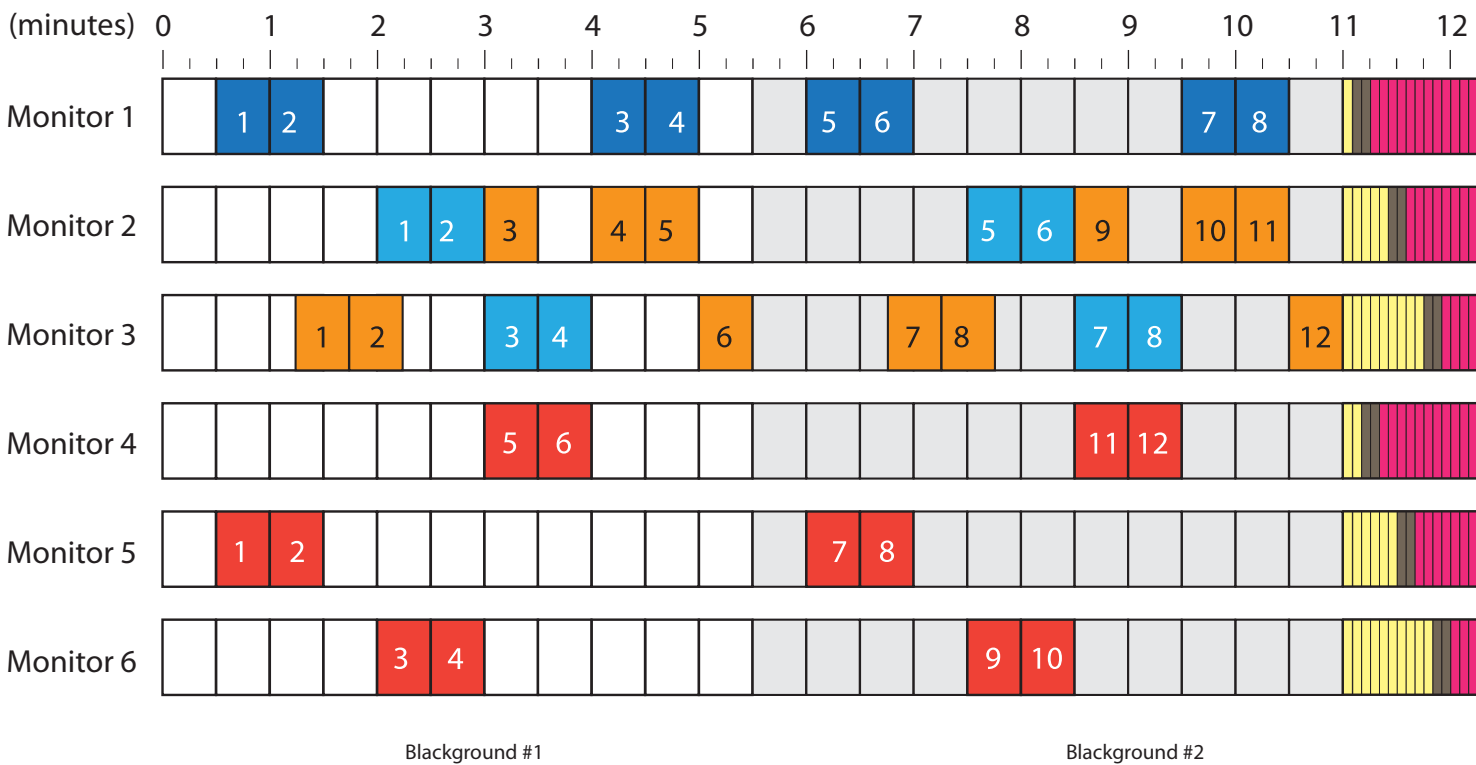 (minutes) 0 1 2 3 4 5 6 7 8 9 10 11 12
Monitor 1 1 2 3 4 5 6 7 8
Monitor 2 1 2 3 4 5 5 6 9 10 11
Monitor 3 1 2 3 4 6 7 8 7 8 12
Monitor 4 5 6 11 12
Monitor 5 1 2 7 8
Monitor 6 3 4 9 10
Blackground #1 Blackground #2